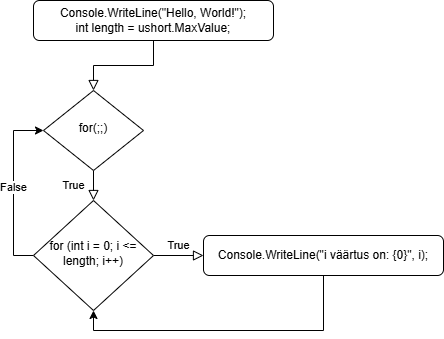 Console.WriteLine("Hello, World!");
int length = ushort.MaxValue;
for(;;)
False
True
for (int i = 0; i <=
length; i++)
True
Console.WriteLine("i väärtus on: {0}", i);